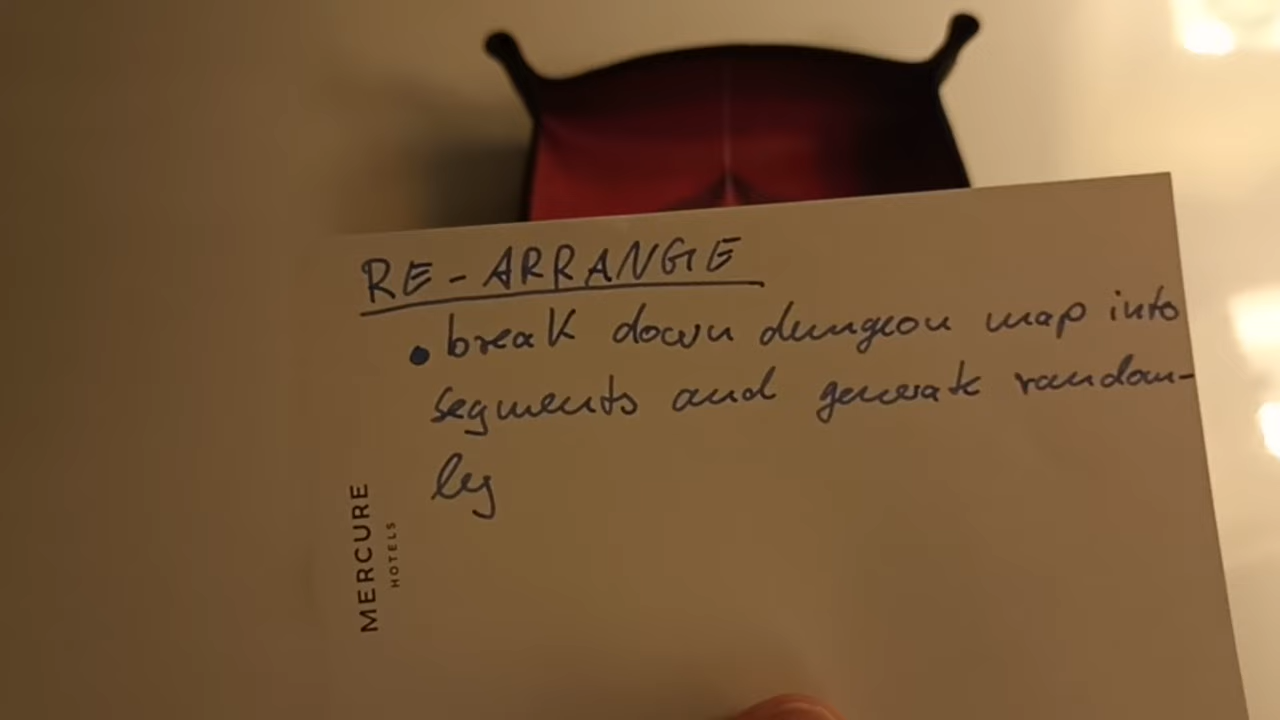 RE-ARRANGE
• break down dungeon map into
segments and generate random-
ly
MERCURE
HOTELS